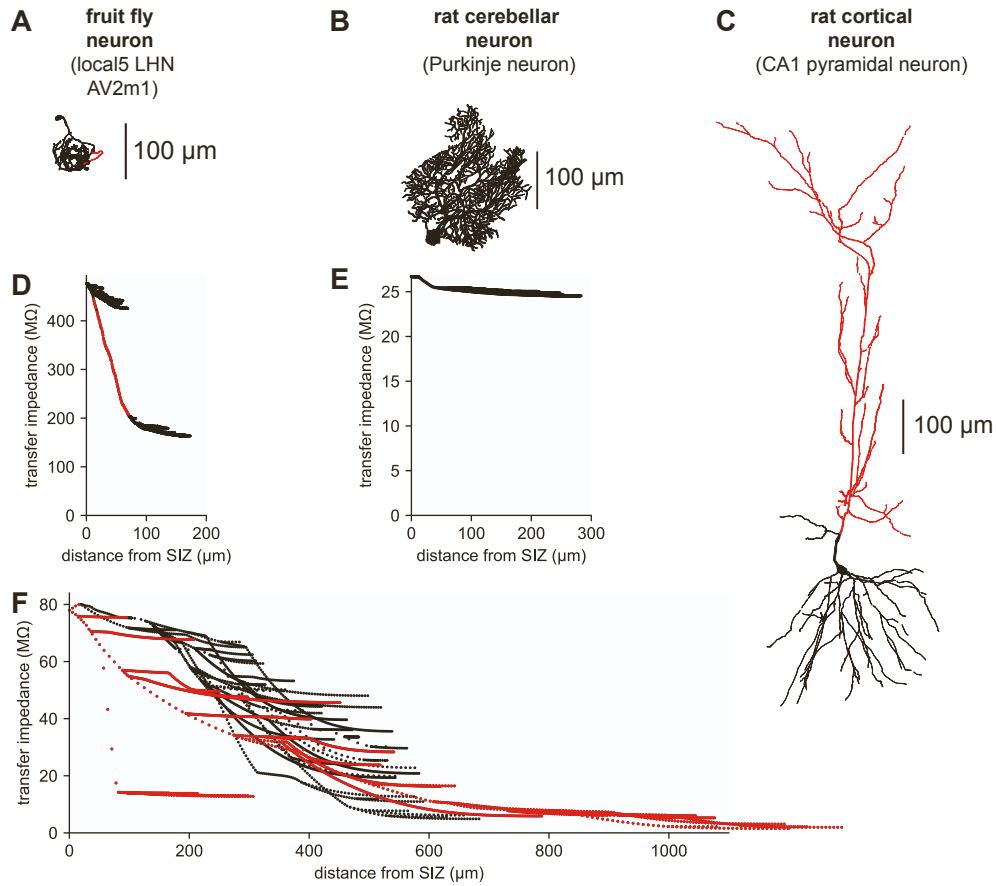 A
fruit fly
neuron
(local5 LHN
AV2m1)
100 µm
B
rat cerebellar
neuron
(Purkinje neuron)
100 µm
C
rat cortical
neuron
(CA1 pyramidal neuron)
100 µm
D
transfer impedance (MΩ)
400
300
200
100
0
0
100
200
distance from SIZ (µm)
E
transfer impedance (MΩ)
25
20
15
10
5
0
0
100
200
300
distance from SIZ (µm)
F
transfer impedance (MΩ)
80
60
40
20
0
0
200
400
600
800
1000
distance from SIZ (µm)